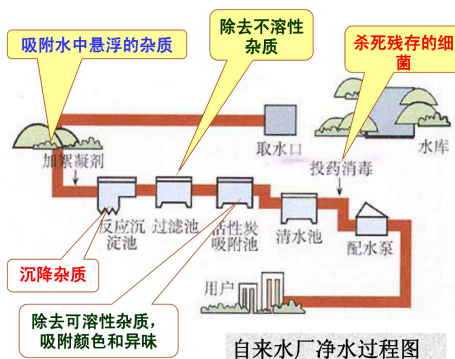 吸附水中悬浮的杂质
除去不溶性
杂质
杀死残存的细
菌
取水口
水库
加絮凝剂
投药消毒
反应沉
淀池
过滤池
活性炭
吸附池
清水池
配水泵
沉降杂质
用户
除去可溶性杂质，
吸附颜色和异味
自来水厂净水过程图